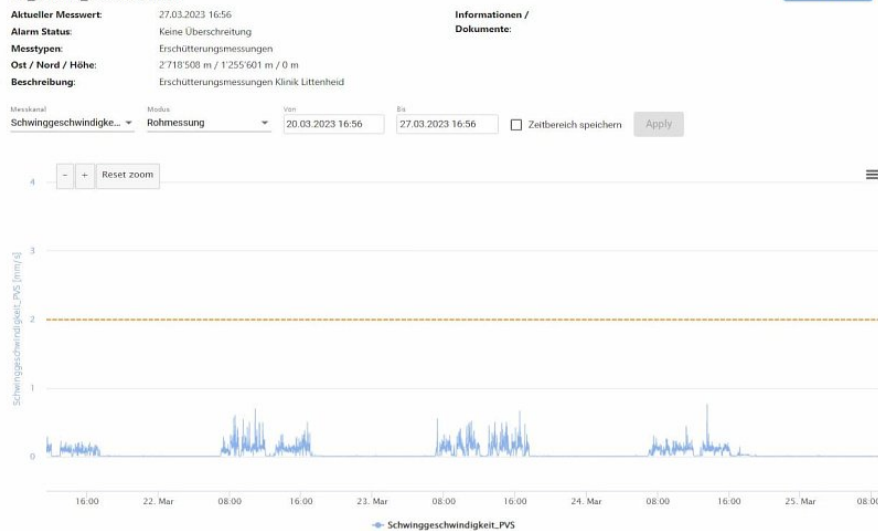 Aktueller Messwert: 27.03.2023 16:56
Alarm Status: Keine Überschreitung
Messtypen: Erschütterungsmessungen
Ost / Nord / Höhe: 2'718'508 m / 1'255'601 m / 0 m
Beschreibung: Erschütterungsmessungen Klinik Littenheid
Informationen /
Dokumente:
Messkanal Modus Von Bis
Schwinggeschwindigke... Rohmessung 20.03.2023 16:56 27.03.2023 16:56 Zeitbereich speichern Apply
- + Reset zoom
4
3
2
1
0
Schwinggeschwindigkeit_PVS [mm/s]
16:00 22. Mar 08:00 16:00 23. Mar 08:00 16:00 24. Mar 08:00 16:00 25. Mar 08:00
Schwinggeschwindigkeit_PVS